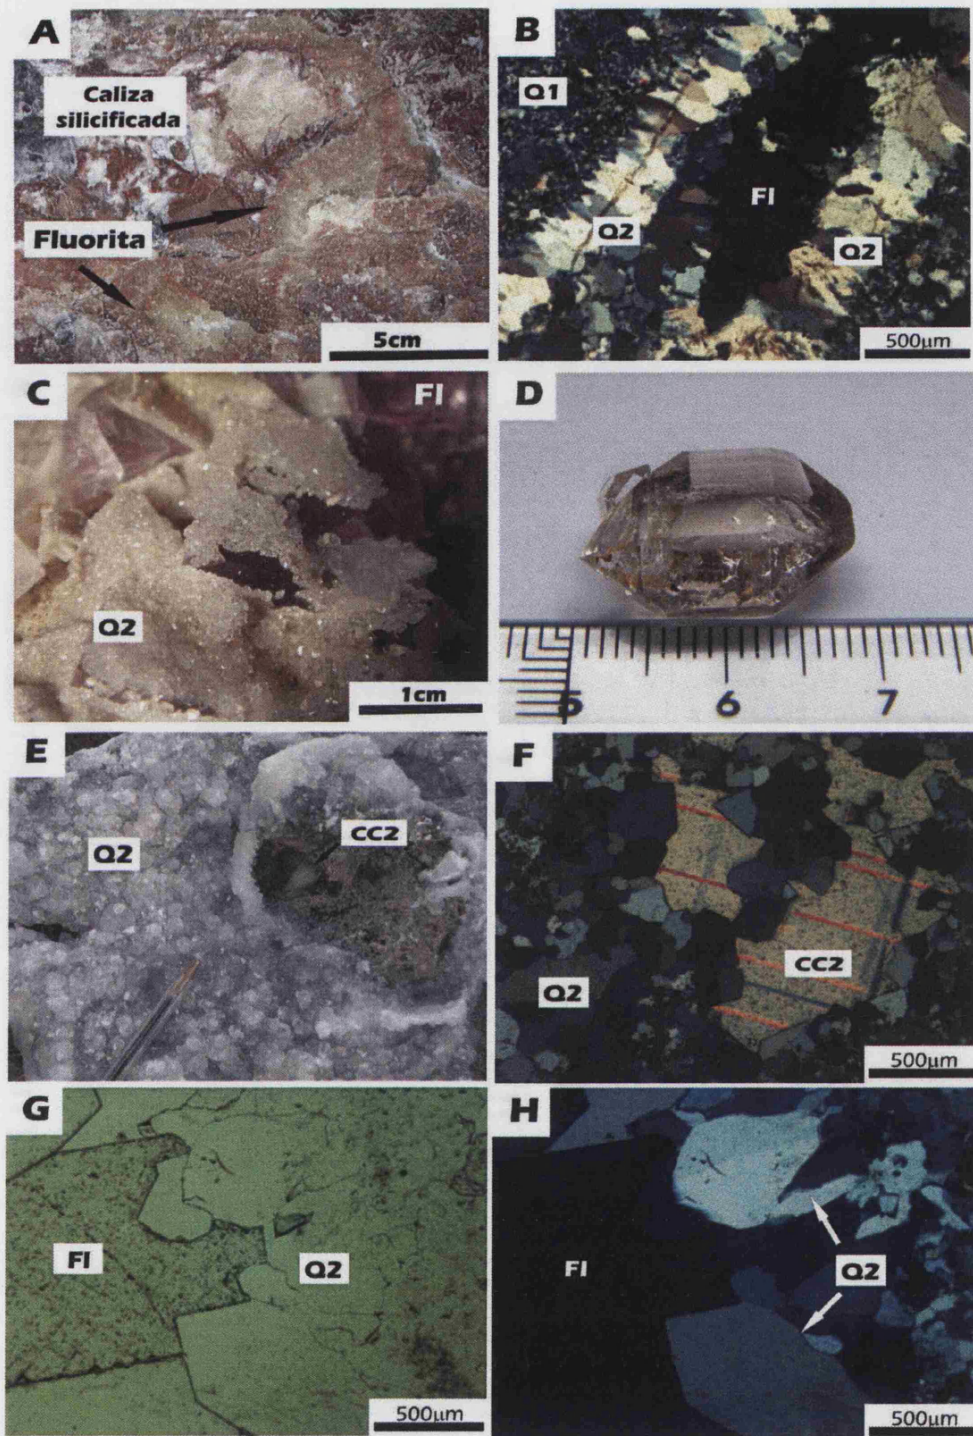 A
Caliza
silicificada
Fluorita
5cm
B
Q1
Q2
Fl
Q2
500µm
C
Fl
Q2
1cm
D
5 6 7
E
Q2
CC2
F
Q2
CC2
500µm
G
Fl
Q2
500µm
H
Fl
Q2
500µm